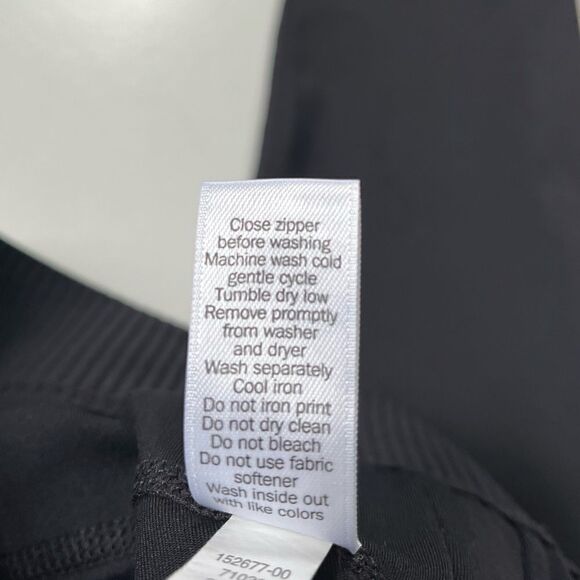 Close zipper
before washing
Machine wash cold
gentle cycle
Tumble dry low
Remove promptly
from washer
and dryer
Wash separately
Cool iron
Do not iron print
Do not dry clean
Do not bleach
Do not use fabric
softener
Wash inside out
with like colors
152677-00